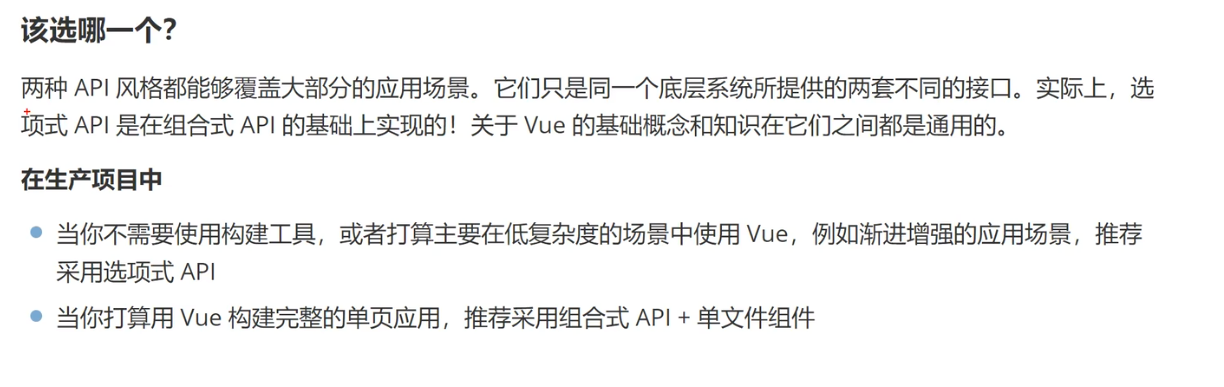 该选哪一个？
两种 API 风格都能够覆盖大部分的应用场景。它们只是同一个底层系统所提供的两套不同的接口。实际上，选
项式 API 是在组合式 API 的基础上实现的！关于 Vue 的基础概念和知识在它们之间都是通用的。
在生产项目中
当你不需要使用构建工具，或者打算主要在低复杂度的场景中使用 Vue，例如渐进增强的应用场景，推荐
采用选项式 API
当你打算用 Vue 构建完整的单页应用，推荐采用组合式 API + 单文件组件